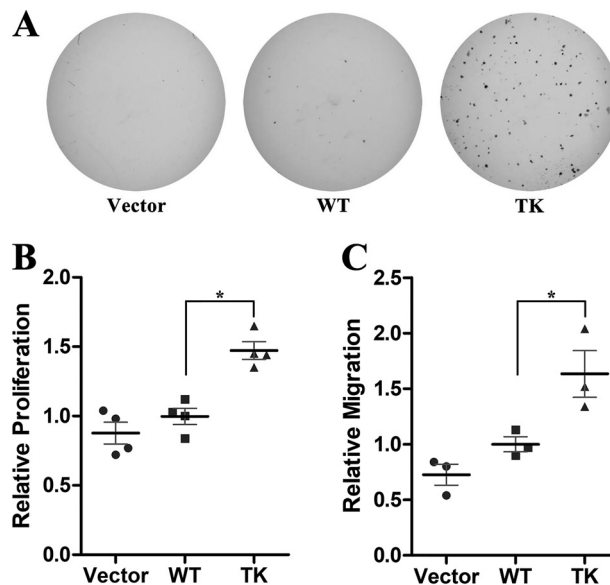 A
Vector WT TK
B
Relative Proliferation
2.0
1.5
1.0
0.5
0.0
*
Vector WT TK
C
Relative Migration
2.5
2.0
1.5
1.0
0.5
0.0
*
Vector WT TK